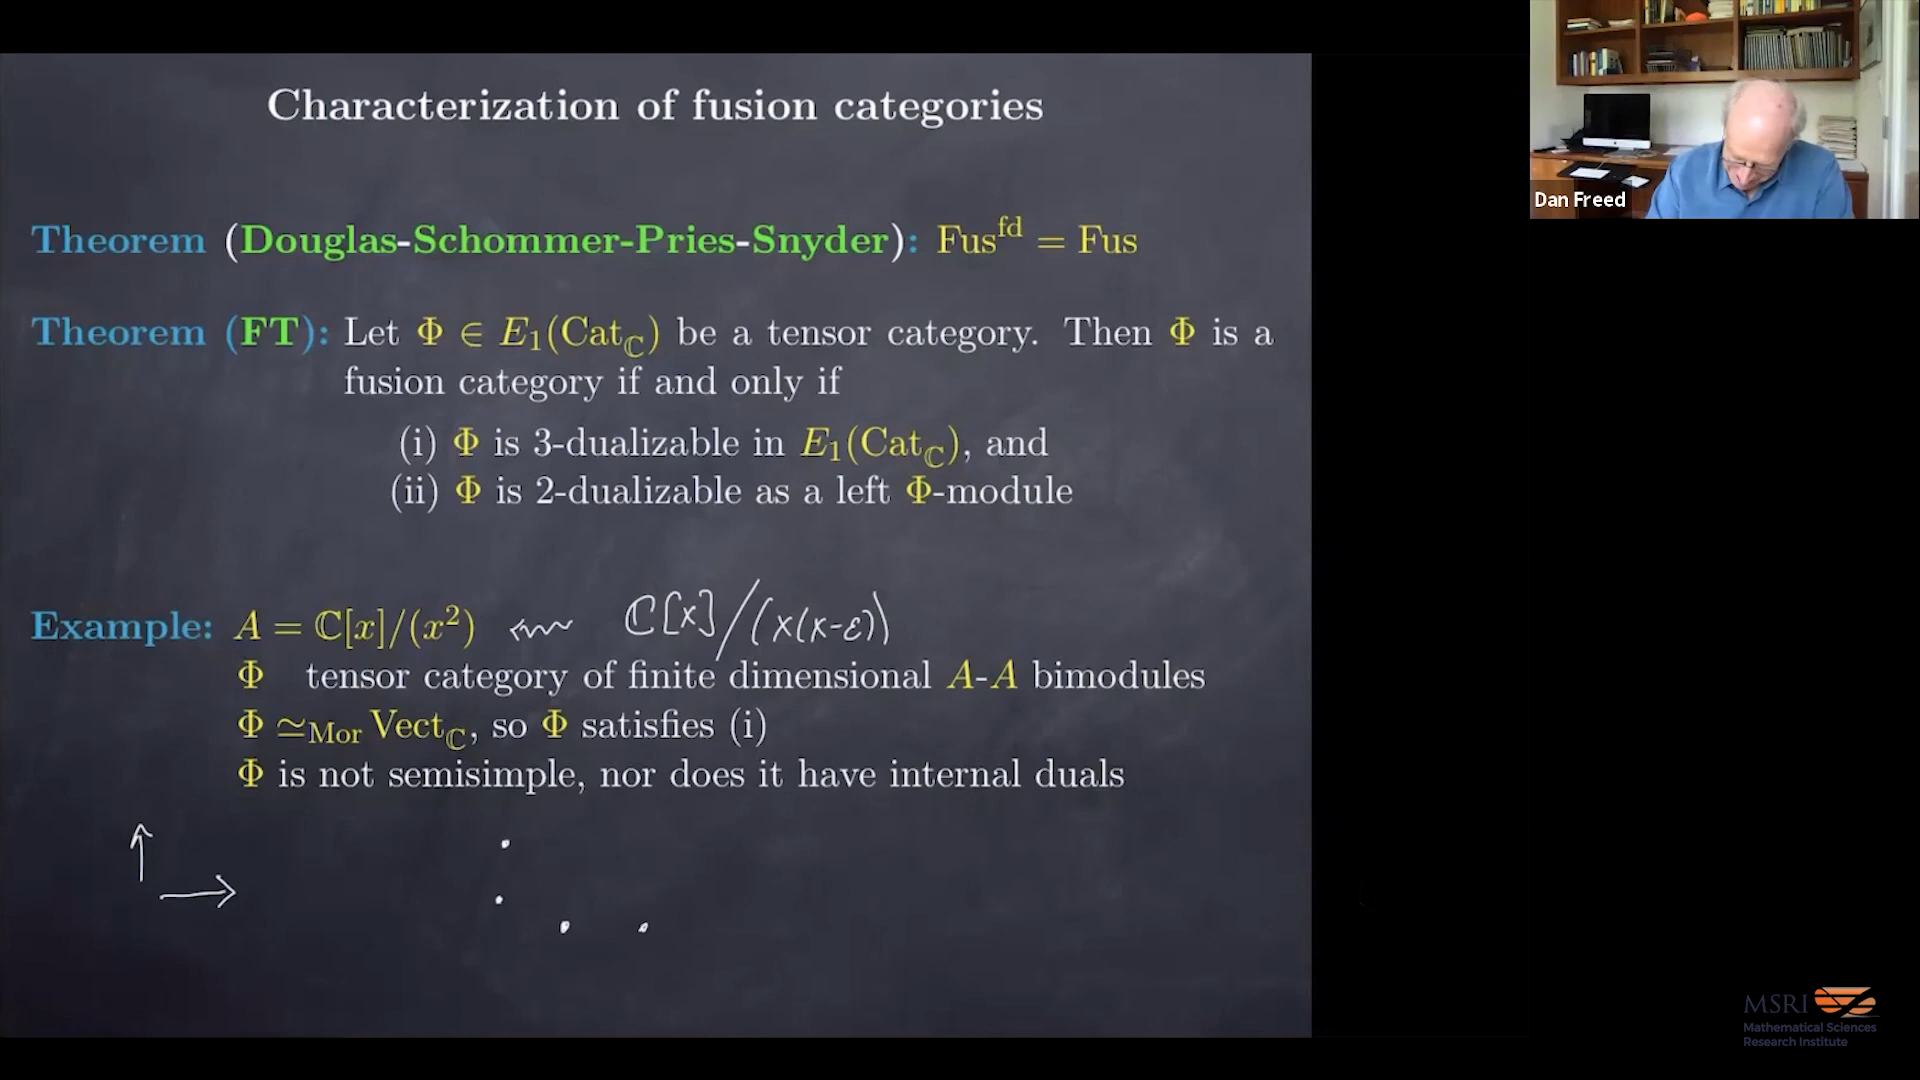 Characterization of fusion categories
Theorem (Douglas-Schommer-Pries-Snyder): Fus^fd = Fus
Theorem (FT): Let Φ ∈ E₁(Cat_ℂ) be a tensor category. Then Φ is a
fusion category if and only if
(i) Φ is 3-dualizable in E₁(Cat_ℂ), and
(ii) Φ is 2-dualizable as a left Φ-module
Example: A = ℂ[x]/(x²) ℂ[x]/(x(x-ε))
Φ tensor category of finite dimensional A-A bimodules
Φ ≃_Mor Vect_ℂ, so Φ satisfies (i)
Φ is not semisimple, nor does it have internal duals
Dan Freed
MSRI
Mathematical Sciences
Research Institute